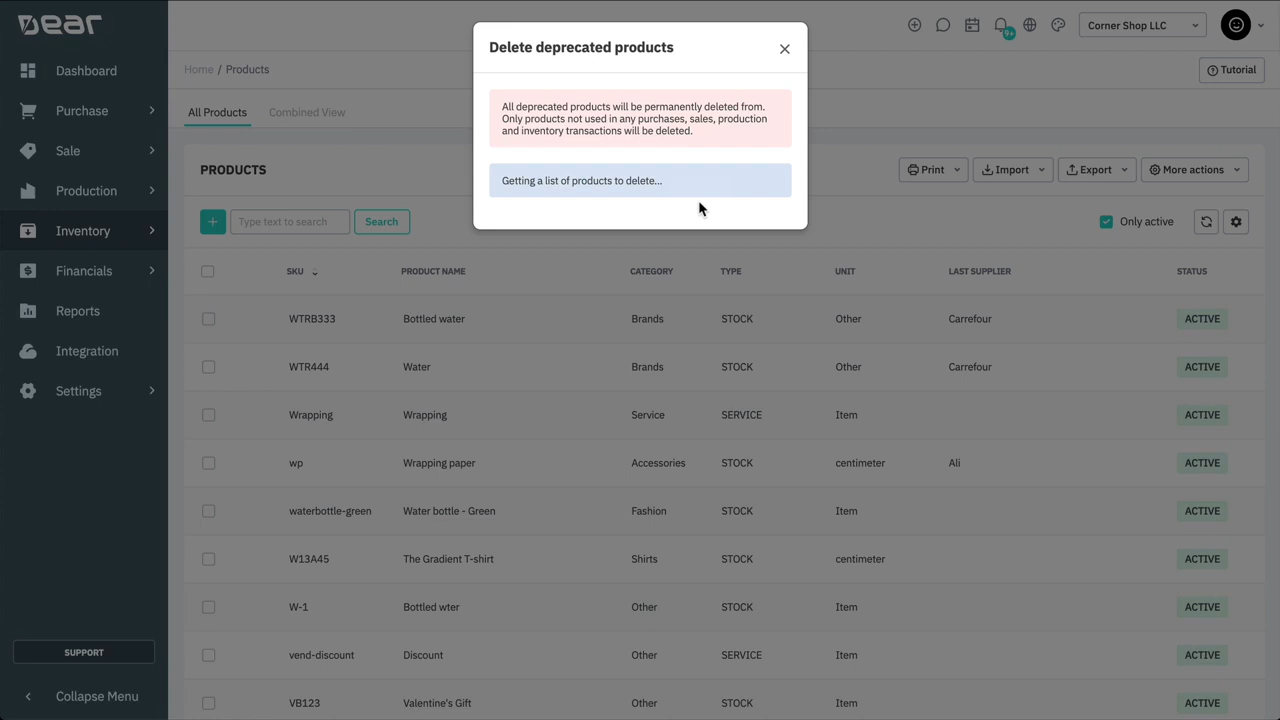 Dear
Dashboard
Purchase
Sale
Production
Inventory
Financials
Reports
Integration
Settings
SUPPORT
Collapse Menu
9+
Corner Shop LLC
Home / Products
Tutorial
All Products
Combined View
PRODUCTS
Print
Import
Export
More actions
Type text to search
Search
Only active
Delete deprecated products
All deprecated products will be permanently deleted from.
Only products not used in any purchases, sales, production
and inventory transactions will be deleted.
Getting a list of products to delete...
SKU PRODUCT NAME CATEGORY TYPE UNIT LAST SUPPLIER STATUS
WTRB333 Bottled water Brands STOCK Other Carrefour ACTIVE
WTR444 Water Brands STOCK Other Carrefour ACTIVE
Wrapping Wrapping Service SERVICE Item ACTIVE
wp Wrapping paper Accessories STOCK centimeter Ali ACTIVE
waterbottle-green Water bottle - Green Fashion STOCK Item ACTIVE
W13A45 The Gradient T-shirt Shirts STOCK centimeter ACTIVE
W-1 Bottled wter Other STOCK Item ACTIVE
vend-discount Discount Other SERVICE Item ACTIVE
VB123 Valentine's Gift Other STOCK Item ACTIVE